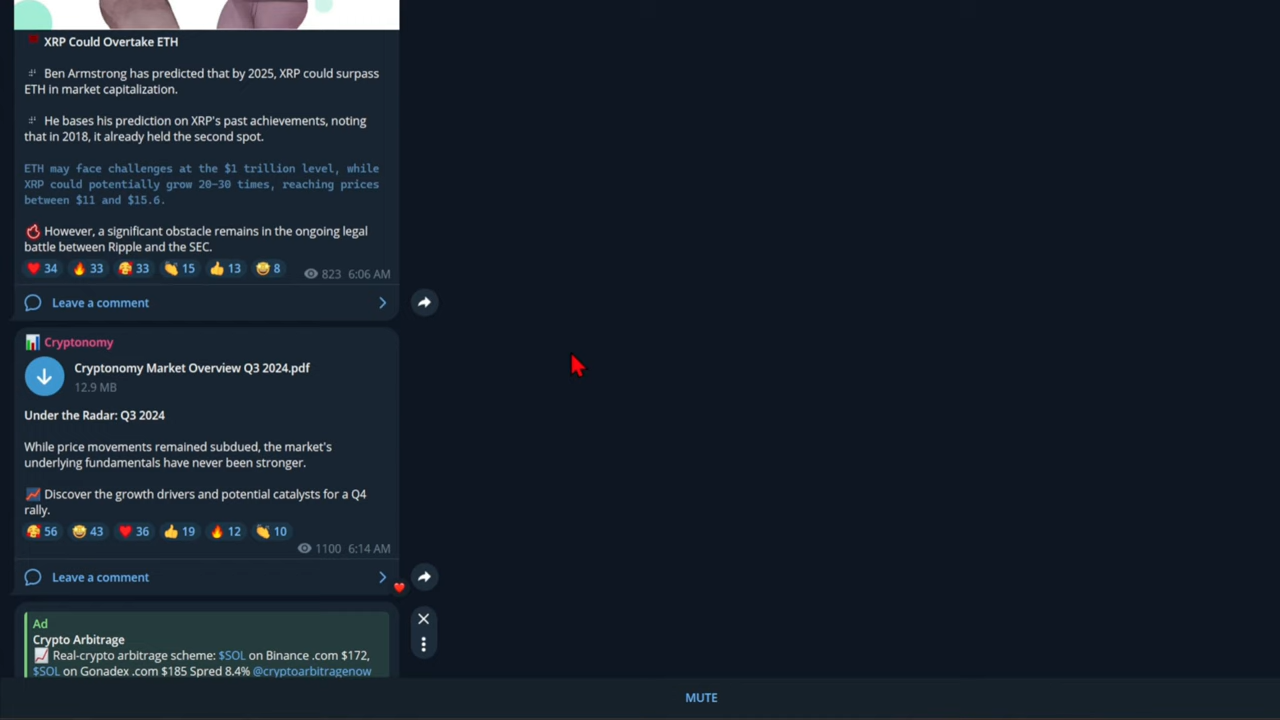 XRP Could Overtake ETH
Ben Armstrong has predicted that by 2025, XRP could surpass
ETH in market capitalization.
He bases his prediction on XRP's past achievements, noting
that in 2018, it already held the second spot.
ETH may face challenges at the $1 trillion level, while
XRP could potentially grow 20-30 times, reaching prices
between $11 and $15.6.
However, a significant obstacle remains in the ongoing legal
battle between Ripple and the SEC.
34 33 33 15 13 8 823 6:06 AM
Leave a comment
Cryptonomy
Cryptonomy Market Overview Q3 2024.pdf
12.9 MB
Under the Radar: Q3 2024
While price movements remained subdued, the market's
underlying fundamentals have never been stronger.
Discover the growth drivers and potential catalysts for a Q4
rally.
56 43 36 19 12 10
1100 6:14 AM
Leave a comment
Ad
Crypto Arbitrage
Real-crypto arbitrage scheme: $SOL on Binance .com $172,
$SOL on Gonadex .com $185 Spred 8.4% @cryptoarbitragenow
MUTE